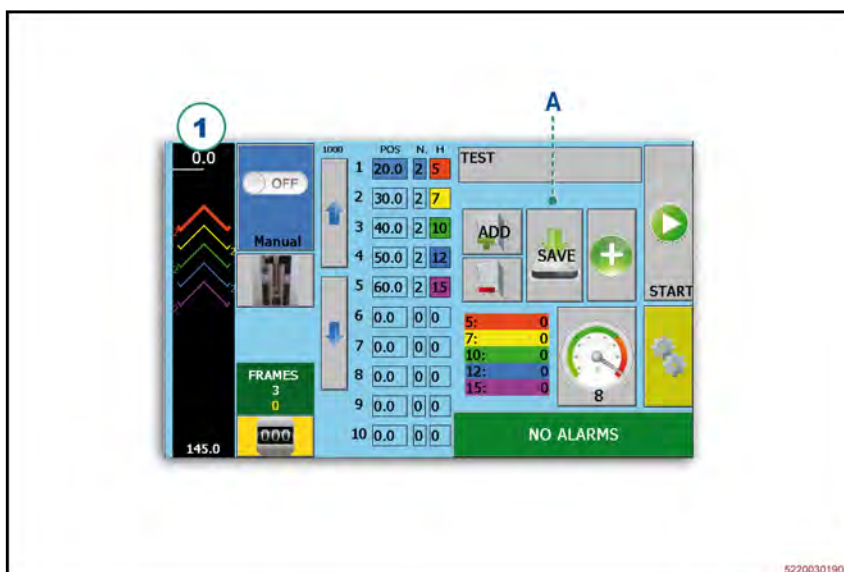 A
1
0.0
145.0
OFF
Manual
FRAMES
3
0
000
1000 POS N. H
1 20.0 2 5
2 30.0 2 7
3 40.0 2 10
4 50.0 2 12
5 60.0 2 15
6 0.0 0 0
7 0.0 0 0
8 0.0 0 0
9 0.0 0 0
10 0.0 0 0
TEST
ADD
SAVE
START
5: 0
7: 0
10: 0
12: 0
15: 0
8
NO ALARMS
5220030190